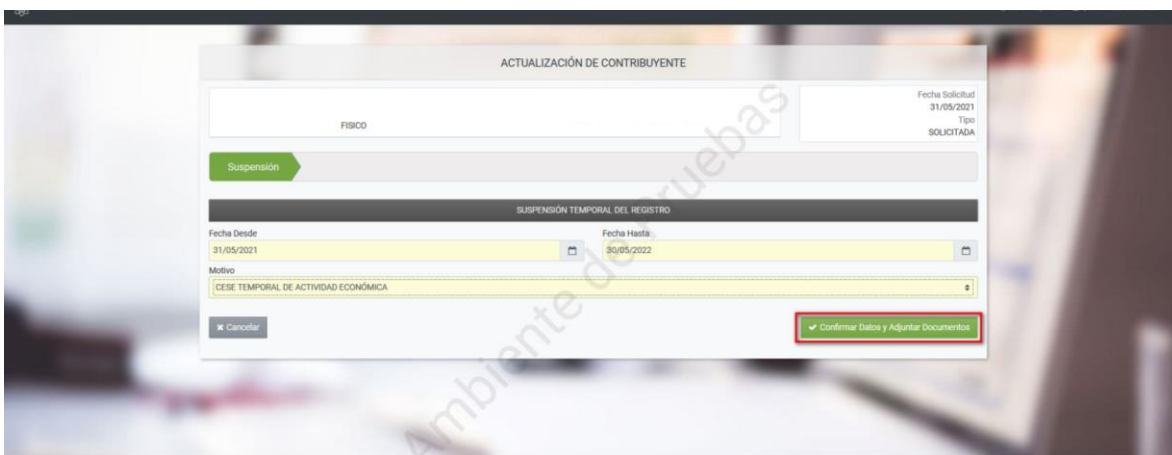 ACTUALIZACIÓN DE CONTRIBUYENTE
FISICO
Fecha Solicitud
31/05/2021
Tipo
SOLICITADA
Suspensión
SUSPENSIÓN TEMPORAL DEL REGISTRO
Fecha Desde
Fecha Hasta
31/05/2021
30/05/2022
Motivo
CESE TEMPORAL DE ACTIVIDAD ECONÓMICA
Cancelar
Confirmar Datos y Adjuntar Documentos
Ambiente de Pruebas